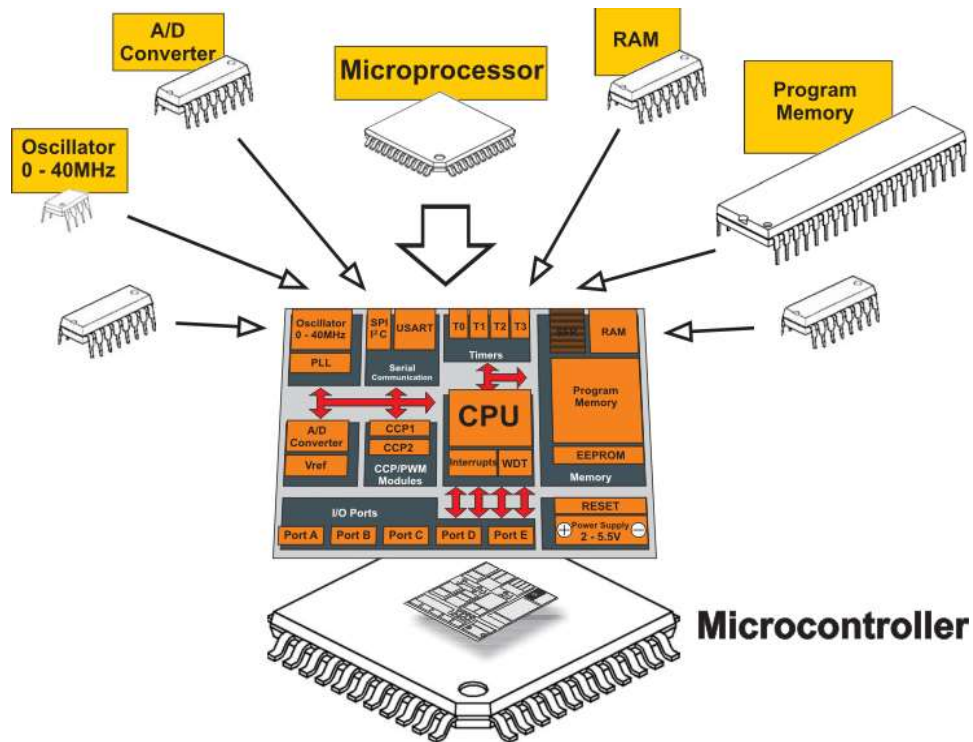 A/D
Converter
Microprocessor
RAM
Program
Memory
Oscillator
0 - 40MHz
Oscillator
0 - 40MHz
PLL
SPI
I²C
USART
Serial
Communication
T0
T1
T2
T3
Timers
RAM
Program
Memory
EEPROM
Memory
A/D
Converter
Vref
CCP1
CCP2
CCP/PWM
Modules
CPU
Interrupts
WDT
I/O Ports
Port A
Port B
Port C
Port D
Port E
RESET
Power Supply
2 - 5.5V
Microcontroller